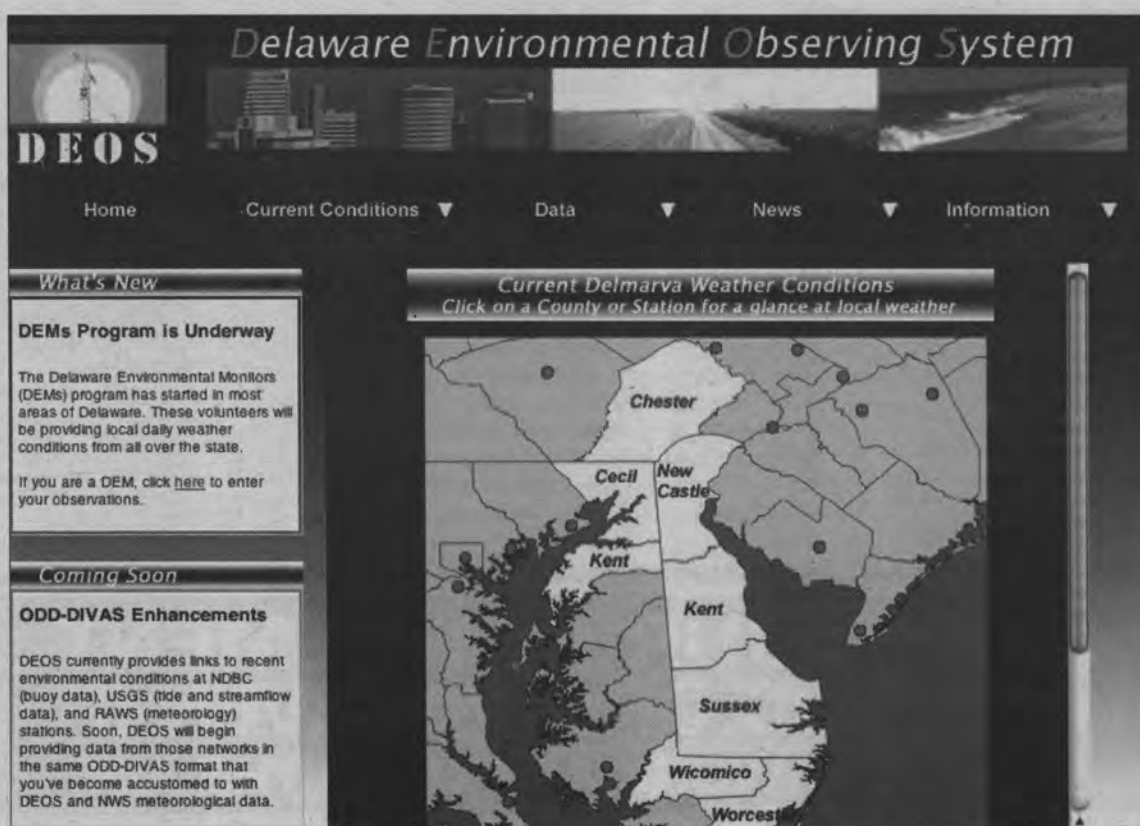 Delaware Environmental Observing System
DEOS
Home Current Conditions ▼ Data ▼ News ▼ Information ▼
What's New
DEMs Program is Underway
The Delaware Environmental Monitors
(DEMs) program has started in most
areas of Delaware. These volunteers will
be providing local daily weather
conditions from all over the state.
If you are a DEM, click here to enter
your observations.
Coming Soon
ODD-DIVAS Enhancements
DEOS currently provides links to recent
environmental conditions at NDBC
(buoy data), USGS (tide and streamflow
data), and RAWS (meteorology)
stations. Soon, DEOS will begin
providing data from those networks in
the same ODD-DIVAS format that
you've become accustomed to with
DEOS and NWS meteorological data.
Current Delmarva Weather Conditions
Click on a County or Station for a glance at local weather
Chester
Cecil
New
Castle
Kent
Kent
Sussex
Wicomico
Worcester